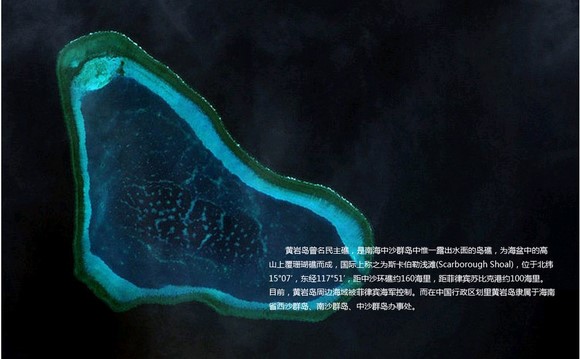 黄岩岛曾名民主礁，是南海中沙群岛中惟一露出水面的岛礁，为海盆中的高
山上覆珊瑚礁而成，国际上称之为斯卡伯勒浅滩(Scarborough Shoal)，位于北纬
15°07′，东经117°51′，距中沙环礁约160海里，距菲律宾苏比克港约100海里。
目前，黄岩岛周边海域被菲律宾海军控制。而在中国行政区划里黄岩岛隶属于海南
省西沙群岛、南沙群岛、中沙群岛办事处。